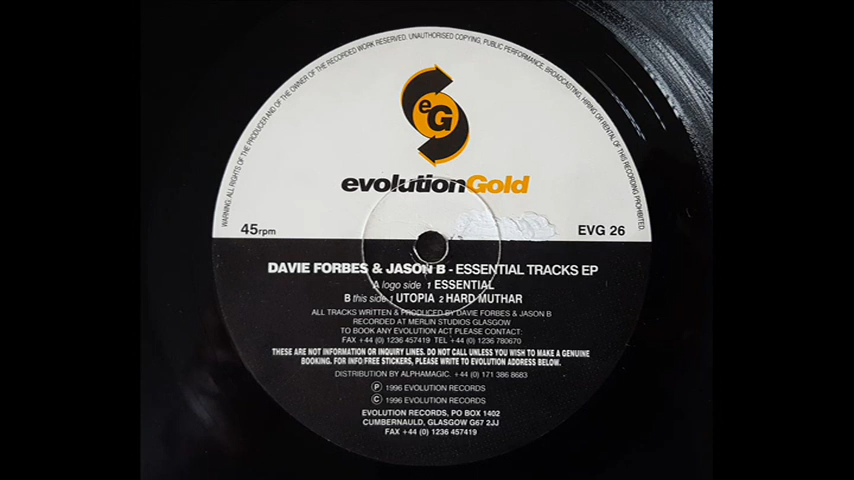 WARNING: ALL RIGHTS OF THE PRODUCER AND OF THE OWNER OF THE RECORDED WORK RESERVED. UNAUTHORISED COPYING, PUBLIC PERFORMANCE, BROADCASTING, HIRING OR RENTAL OF THIS RECORDING PROHIBITED.
eG
evolutionGold
45rpm
EVG 26
DAVIE FORBES & JASON B - ESSENTIAL TRACKS EP
A logo side 1 ESSENTIAL
B this side 1 UTOPIA 2 HARD MUTHAR
ALL TRACKS WRITTEN & PRODUCED BY DAVIE FORBES & JASON B
RECORDED AT MERLIN STUDIOS GLASGOW
TO BOOK ANY EVOLUTION ACT PLEASE CONTACT:
FAX +44 (0) 1236 457419 TEL +44 (0) 1236 780670
THESE ARE NOT INFORMATION OR INQUIRY LINES. DO NOT CALL UNLESS YOU WISH TO MAKE A GENUINE
BOOKING. FOR INFO/FREE STICKERS, PLEASE WRITE TO EVOLUTION ADDRESS BELOW.
DISTRIBUTION BY ALPHAMAGIC. +44 (0) 171 386 8683
Ⓟ 1996 EVOLUTION RECORDS
© 1996 EVOLUTION RECORDS
EVOLUTION RECORDS, PO BOX 1402
CUMBERNAULD, GLASGOW G67 2JJ
FAX +44 (0) 1236 457419